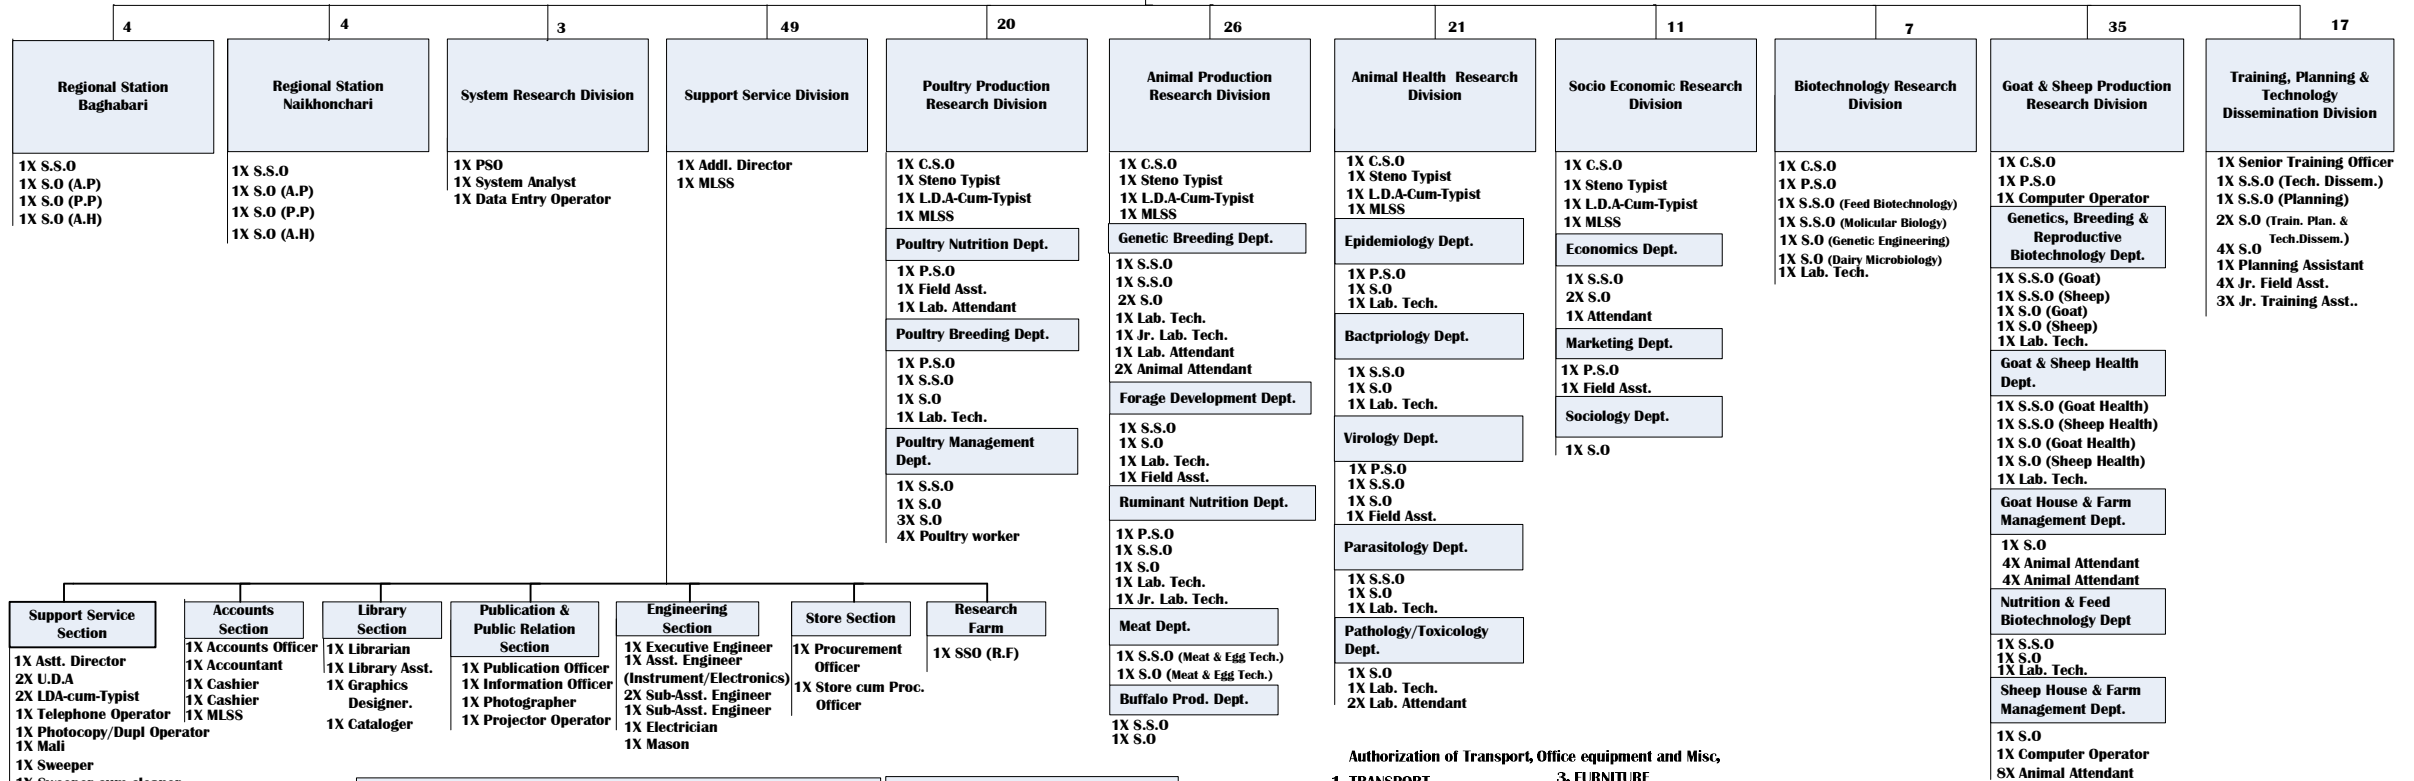 4
Regional Station
Baghabari
1X S.S.O
1X S.O (A.P)
1X S.O (P.P)
1X S.O (A.H)
4
Regional Station
Naikhonchari
1X S.S.O
1X S.O (A.P)
1X S.O (P.P)
1X S.O (A.H)
3
System Research Division
1X PSO
1X System Analyst
1X Data Entry Operator
49
Support Service Division
1X Addl. Director
1X MLSS
20
Poultry Production
Research Division
1X C.S.O
1X Steno Typist
1X L.D.A-Cum-Typist
1X MLSS
Poultry Nutrition Dept.
1X P.S.O
1X Field Asst.
1X Lab. Attendant
Poultry Breeding Dept.
1X P.S.O
1X S.S.O
1X S.O
1X Lab. Tech.
Poultry Management
Dept.
1X S.S.O
1X S.O
3X S.O
4X Poultry worker
26
Animal Production
Research Division
1X C.S.O
1X Steno Typist
1X L.D.A-Cum-Typist
1X MLSS
Genetic Breeding Dept.
1X S.S.O
1X S.S.O
2X S.O
1X Lab. Tech.
1X Jr. Lab. Tech.
1X Lab. Attendant
2X Animal Attendant
Forage Development Dept.
1X S.S.O
1X S.O
1X Lab. Tech.
1X Field Asst.
Ruminant Nutrition Dept.
1X P.S.O
1X S.S.O
1X S.O
1X Lab. Tech.
1X Jr. Lab. Tech.
Meat Dept.
1X S.S.O (Meat & Egg Tech.)
1X S.O (Meat & Egg Tech.)
Buffalo Prod. Dept.
1X S.S.O
1X S.O
21
Animal Health Research
Division
1X C.S.O
1X Steno Typist
1X L.D.A-Cum-Typist
1X MLSS
Epidemiology Dept.
1X P.S.O
1X S.O
1X Lab. Tech.
Bactpriology Dept.
1X S.S.O
1X S.O
1X Lab. Tech.
Virology Dept.
1X P.S.O
1X S.S.O
1X S.O
1X Field Asst.
Parasitology Dept.
1X S.S.O
1X S.O
1X Lab. Tech.
Pathology/Toxicology
Dept.
1X S.O
1X Lab. Tech.
2X Lab. Attendant
11
Socio Economic Research
Division
1X C.S.O
1X Steno Typist
1X L.D.A-Cum-Typist
1X MLSS
Economics Dept.
1X S.S.O
2X S.O
1X Attendant
Marketing Dept.
1X P.S.O
1X Field Asst.
Sociology Dept.
1X S.O
7
Biotechnology Research
Division
1X C.S.O
1X P.S.O
1X S.S.O (Feed Biotechnology)
1X S.S.O (Molicular Biology)
1X S.O (Genetic Engineering)
1X S.O (Dairy Microbiology)
1X Lab. Tech.
35
Goat & Sheep Production
Research Division
1X C.S.O
1X P.S.O
1X Computer Operator
Genetics, Breeding &
Reproductive
Biotechnology Dept.
1X S.S.O (Goat)
1X S.S.O (Sheep)
1X S.O (Goat)
1X S.O (Sheep)
1X Lab. Tech.
Goat & Sheep Health
Dept.
1X S.S.O (Goat Health)
1X S.S.O (Sheep Health)
1X S.O (Goat Health)
1X S.O (Sheep Health)
1X Lab. Tech.
Goat House & Farm
Management Dept.
1X S.O
4X Animal Attendant
4X Animal Attendant
Nutrition & Feed
Biotechnology Dept
1X S.S.O
1X S.O
1X Lab. Tech.
Sheep House & Farm
Management Dept.
1X S.O
1X Computer Operator
8X Animal Attendant
17
Training, Planning &
Technology
Dissemination Division
1X Senior Training Officer
1X S.S.O (Tech. Dissem.)
1X S.S.O (Planning)
2X S.O (Train. Plan. &
Tech.Dissem.)
4X S.O
1X Planning Assistant
4X Jr. Field Asst.
3X Jr. Training Asst..
Support Service
Section
1X Astt. Director
2X U.D.A
2X LDA-cum-Typist
1X Telephone Operator
1X Photocopy/Dupl Operator
1X Mali
1X Sweeper
Accounts
Section
1X Accounts Officer
1X Accountant
1X Cashier
1X Cashier
1X MLSS
Library
Section
1X Librarian
1X Library Asst.
1X Graphics
Designer.
1X Cataloger
Publication &
Public Relation
Section
1X Publication Officer
1X Information Officer
1X Photographer
1X Projector Operator
Engineering
Section
1X Executive Engineer
1X Asst. Engineer
(Instrument/Electronics)
2X Sub-Asst. Engineer
1X Sub-Asst. Engineer
1X Electrician
1X Mason
Store Section
1X Procurement
Officer
1X Store cum Proc.
Officer
Research
Farm
1X SSO (R.F)
Authorization of Transport, Office equipment and Misc,
1. TRANSPORT
3. FURNITURE